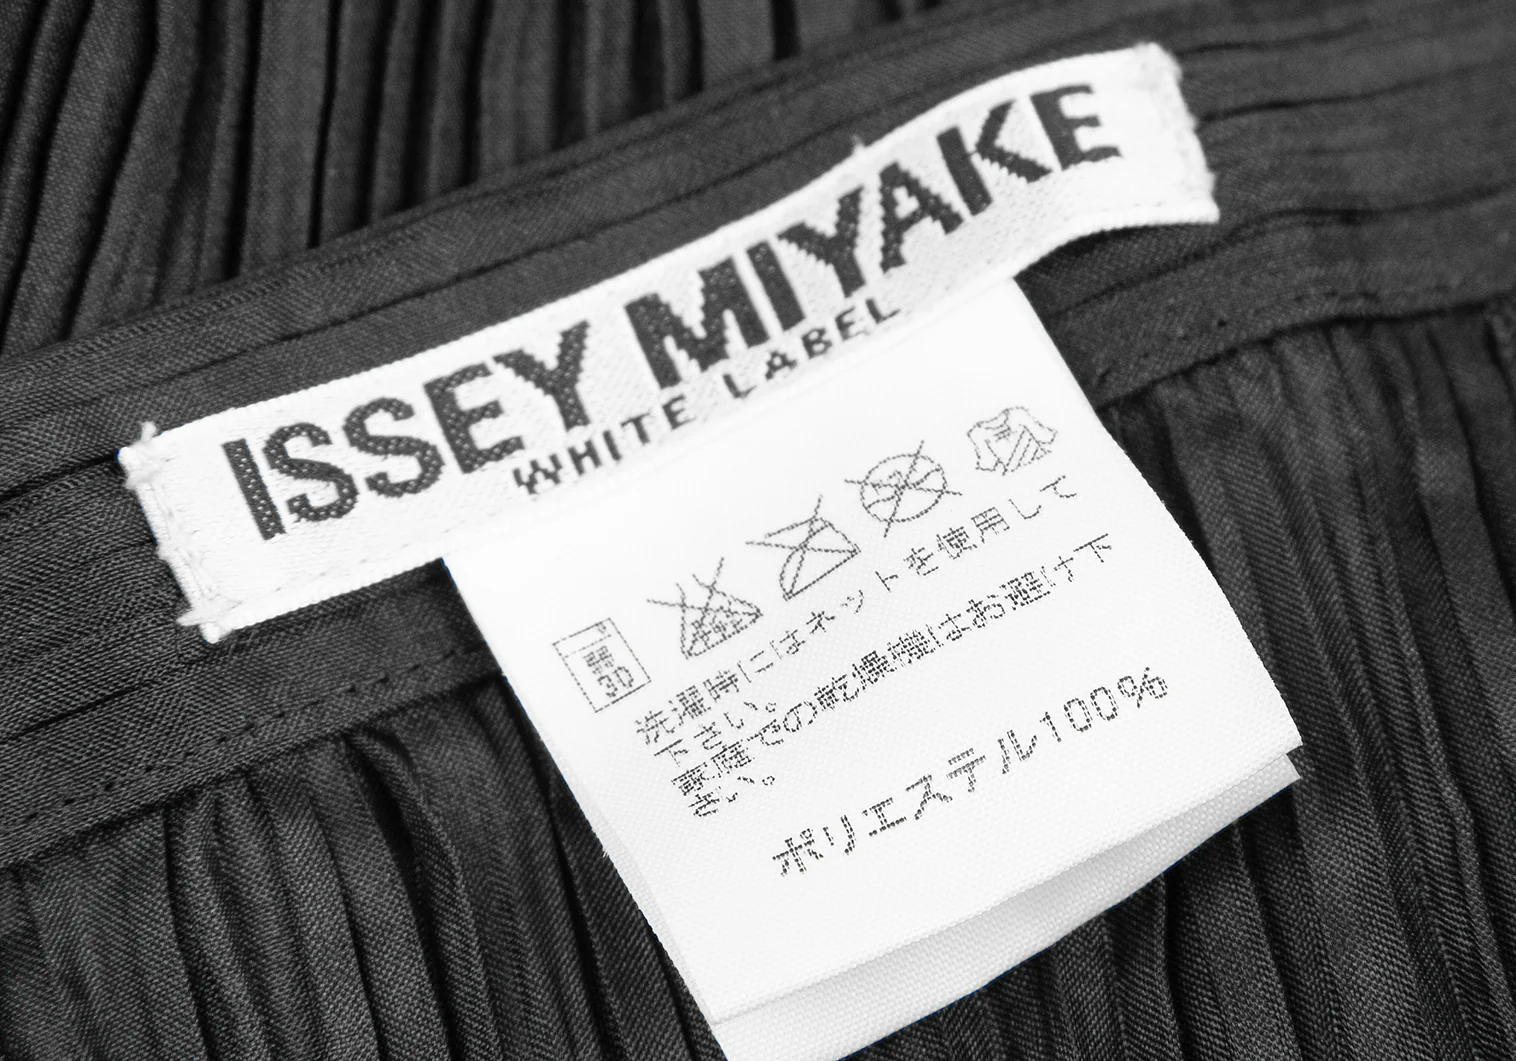 ISSEY MIYAKE
WHITE LABEL
30
洗濯時にはネットを使用して
下さい。
家庭での乾燥機はお避け下
さい。
ポリエステル100%